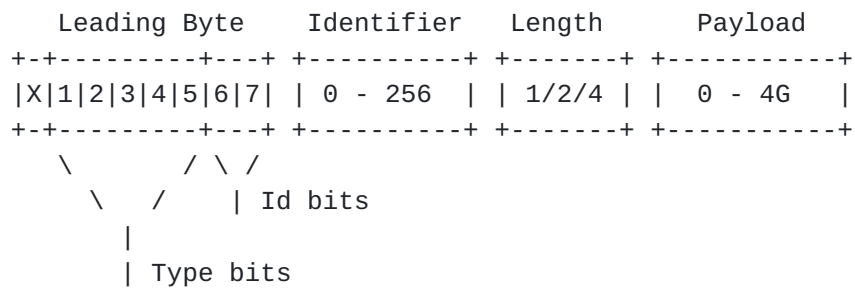 Leading Byte    Identifier   Length      Payload
+-+---------+---+ +----------+ +-------+ +-----------+
|X|1|2|3|4|5|6|7| | 0 - 256  | | 1/2/4 | |  0 - 4G   |
+-+---------+---+ +----------+ +-------+ +-----------+
   \       / \ /
     \   /    | Id bits
       |
       | Type bits